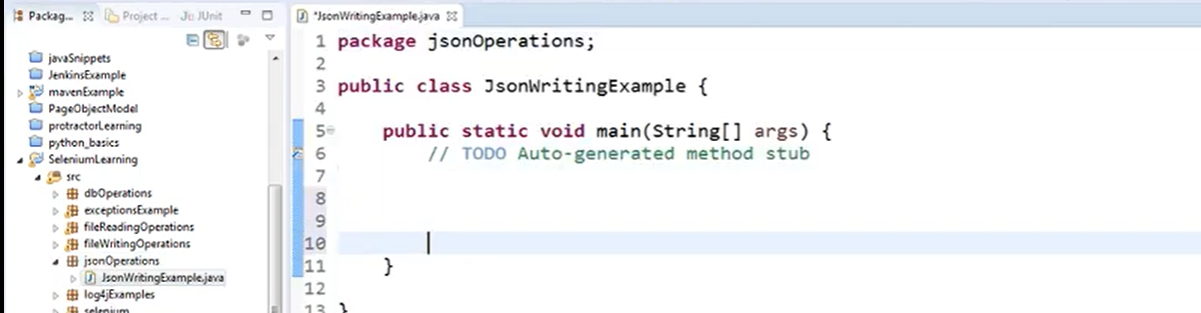 Packag...
Project ...
JUnit
*JsonWritingExample.java
javaSnippets
JenkinsExample
mavenExample
PageObjectModel
protractorLearning
python_basics
SeleniumLearning
src
dbOperations
exceptionsExample
fileReadingOperations
fileWritingOperations
jsonOperations
JsonWritingExample.java
log4jExamples
selenium
1 package jsonOperations;
2
3 public class JsonWritingExample {
4
5 public static void main(String[] args) {
6 // TODO Auto-generated method stub
7
8
9
10
11 }
12
13 }